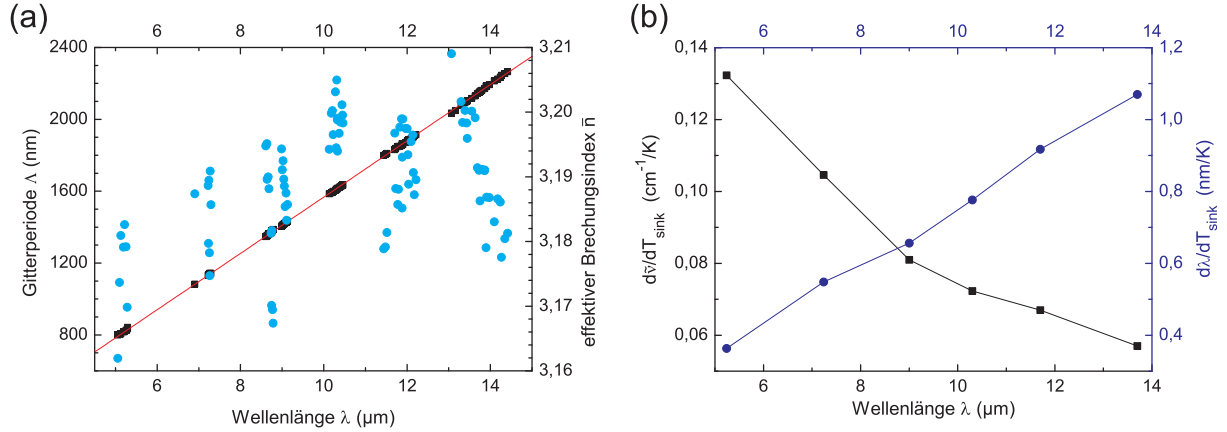 (a)
6 8 10 12 14
2400
2200
2000
1600
1200
800
Gitterperiode Λ (nm)
3,21
3,20
3,19
3,18
3,17
3,16
effektiver Brechungsindex n̄
6 8 10 12 14
Wellenlänge λ (µm)
(b)
6 8 10 12 14
0,14
0,12
0,10
0,08
0,06
dν̄/dT_sink (cm⁻¹/K)
1,2
1,0
0,8
0,6
0,4
dλ/dT_sink (nm/K)
6 8 10 12 14
Wellenlänge λ (µm)